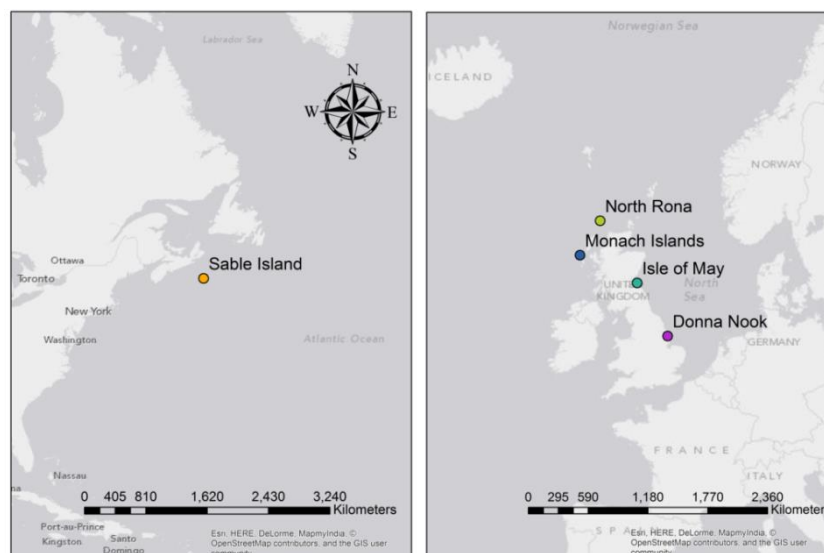 Labrador Sea
N
W E
S
Ottawa
Toronto
Sable Island
New York
Washington
Atlantic Ocean
Nassau
0 405 810 1,620 2,430 3,240
Kilometers
Port-au-Prince
Kingston Santo
Domingo
Esri, HERE, DeLorme, MapmyIndia, ©
OpenStreetMap contributors, and the GIS user
community
Norwegian Sea
ICELAND
NORWAY
North Rona
Monach Islands
Isle of May
UNITED
KINGDOM
North
Sea
Donna Nook
GERMANY
FRANCE
ITALY
0 295 590 1,180 1,770 2,360
Kilometers
Esri, HERE, DeLorme, MapmyIndia, ©
OpenStreetMap contributors, and the GIS user
community